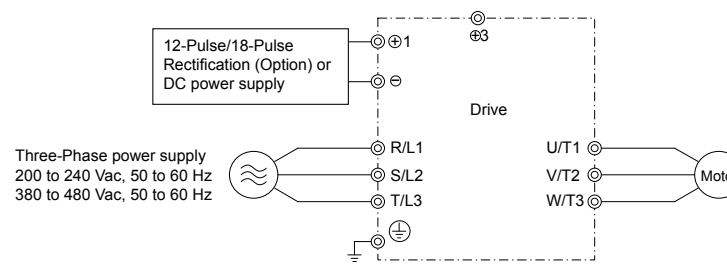 12-Pulse/18-Pulse
Rectification (Option) or
DC power supply
⊕1
⊕3
⊖
Drive
Three-Phase power supply
200 to 240 Vac, 50 to 60 Hz
380 to 480 Vac, 50 to 60 Hz
R/L1
S/L2
T/L3
U/T1
V/T2
W/T3